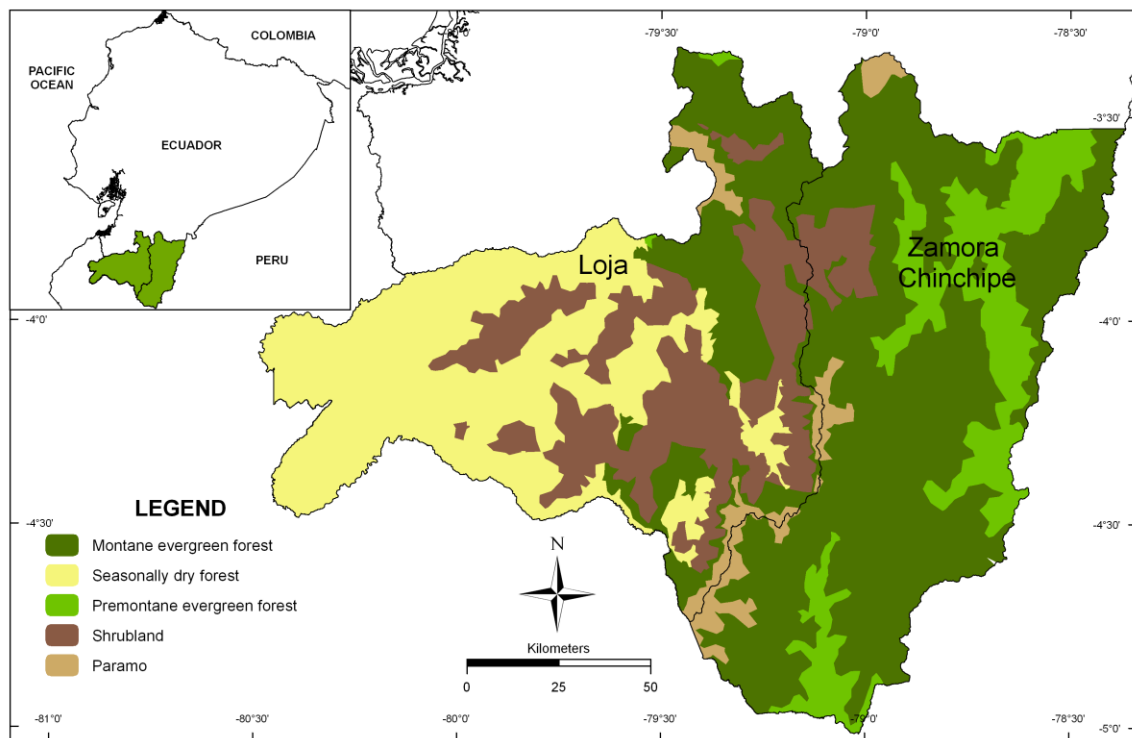 COLOMBIA
PACIFIC
OCEAN
ECUADOR
PERU
-79°30'
-79°0'
-78°30'
-3°30'
Zamora
Chinchipe
Loja
-4°0'
-4°0'
LEGEND
Montane evergreen forest
Seasonally dry forest
Premontane evergreen forest
Shrubland
Paramo
N
Kilometers
0
25
50
-4°30'
-4°30'
-81°0'
-80°30'
-80°0'
-79°30'
-79°0'
-78°30'
-5°0'